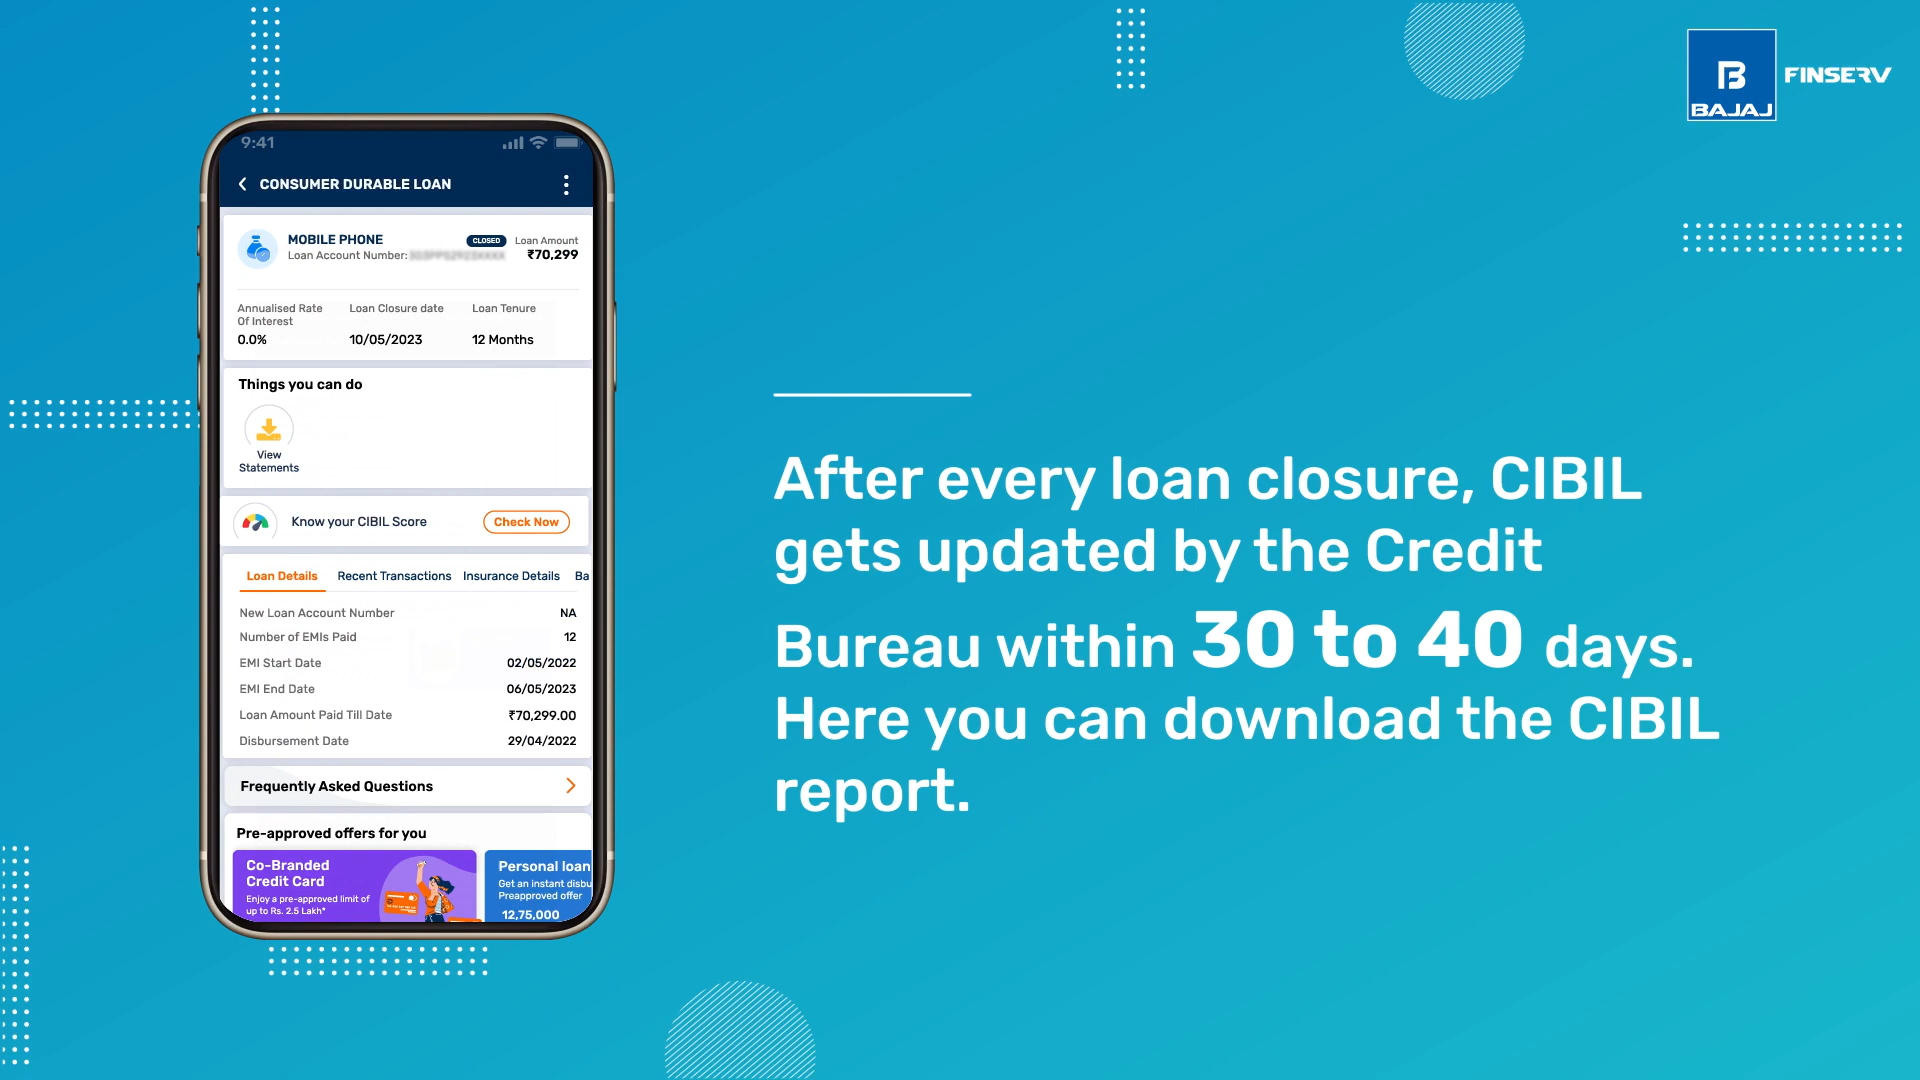 BAJAJ
FINSERV
9:41
CONSUMER DURABLE LOAN
MOBILE PHONE
CLOSED
Loan Amount
Loan Account Number:
₹70,299
Annualised Rate Of Interest
Loan Closure date
Loan Tenure
0.0%
10/05/2023
12 Months
Things you can do
View
Statements
Know your CIBIL Score
Check Now
Loan Details
Recent Transactions
Insurance Details
Ba
New Loan Account Number
NA
Number of EMIs Paid
12
EMI Start Date
02/05/2022
EMI End Date
06/05/2023
Loan Amount Paid Till Date
₹70,299.00
Disbursement Date
29/04/2022
Frequently Asked Questions
Pre-approved offers for you
Co-Branded
Credit Card
Enjoy a pre-approved limit of
up to Rs. 2.5 Lakh*
Personal loan
Get an instant disbu
Preapproved offer
12,75,000
After every loan closure, CIBIL
gets updated by the Credit
Bureau within 30 to 40 days.
Here you can download the CIBIL
report.